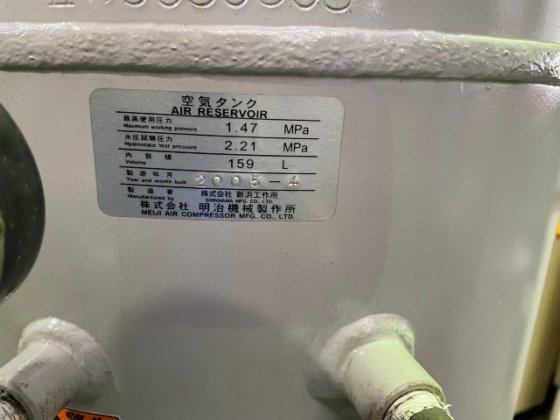 空気タンク
AIR RESERVOIR
最高使用圧力 1.47 MPa
Maximum working pressure
水圧試験圧力 2.21 MPa
Hydrostatic test pressure
内容積 159 L
Volume
製造年月 2005-4
Year and month built
製造者 株式会社 新浜工作所
Manufactured by SHINHAMA MFG. CO., LTD.
株式会社 明治機械製作所
MEIJI AIR COMPRESSOR MFG. CO., LTD.